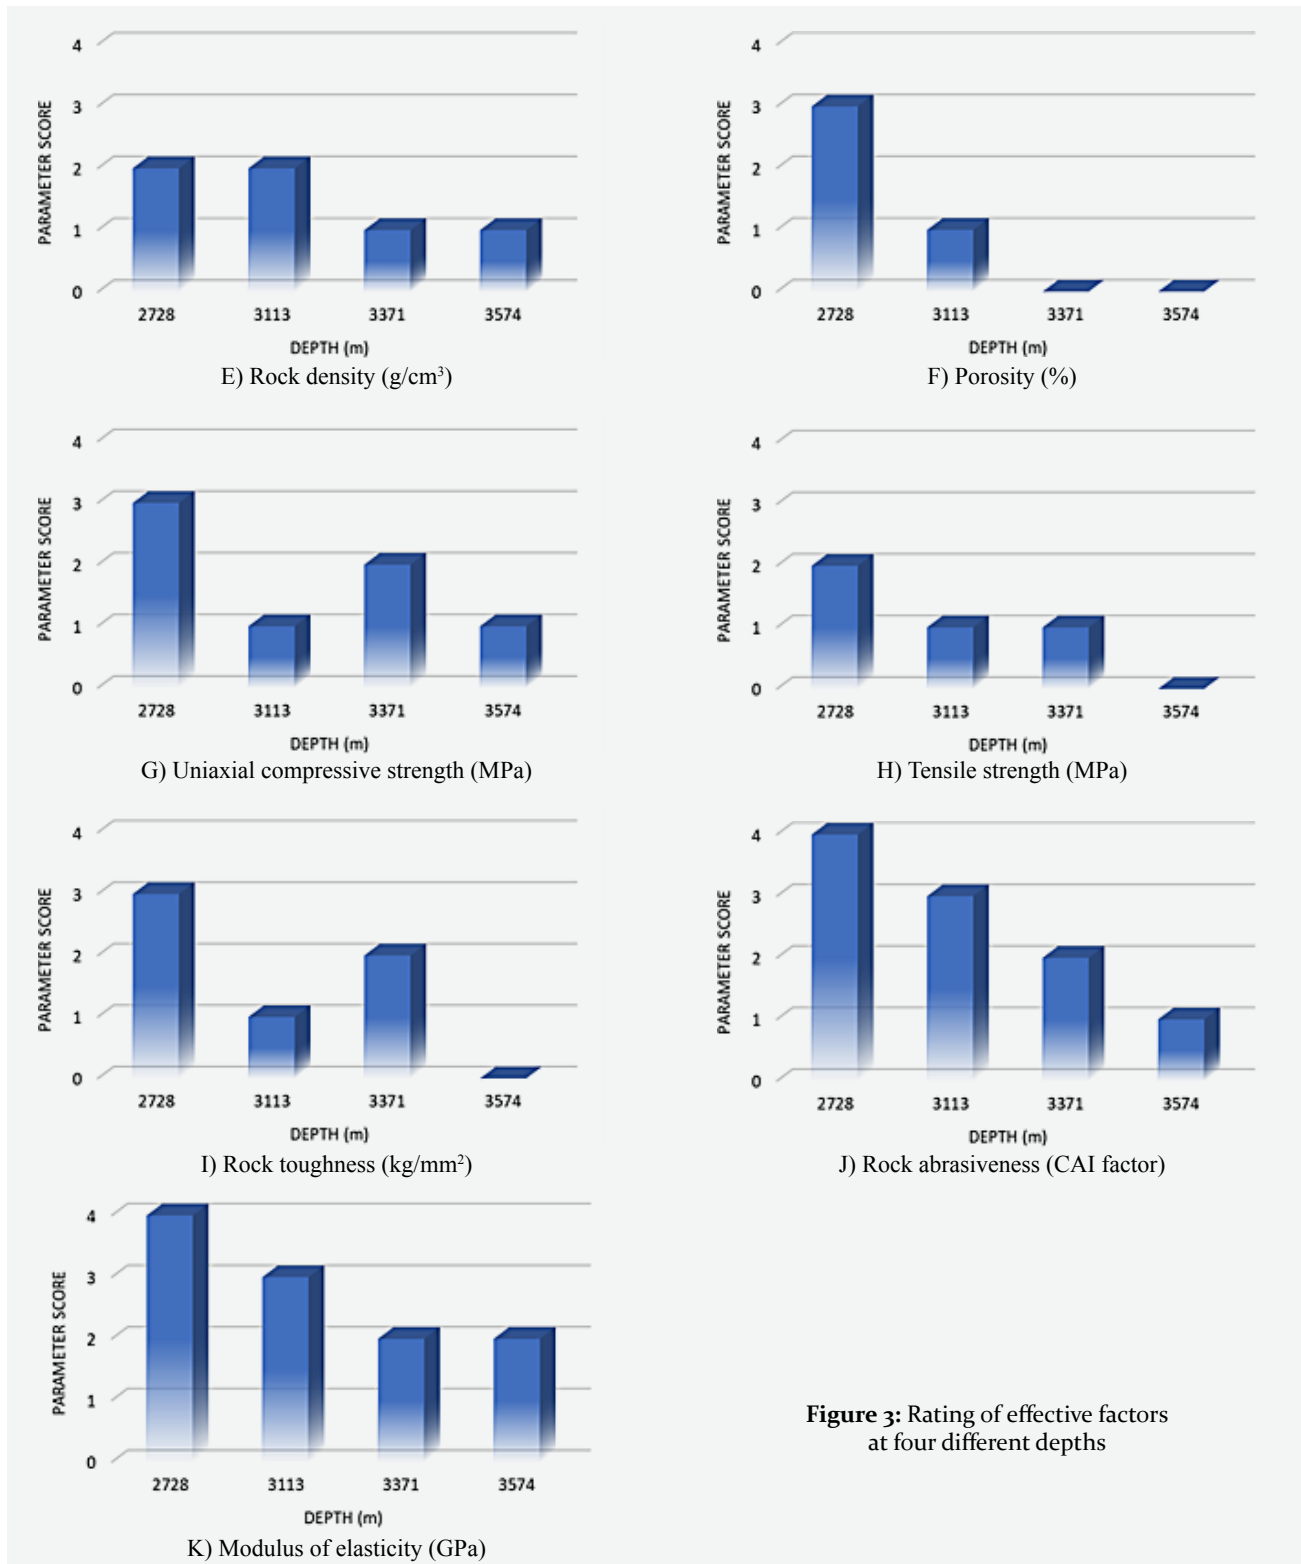 4
3
2
1
0
PARAMETER SCORE
2728 3113 3371 3574
DEPTH (m)
E) Rock density (g/cm³)
4
3
2
1
0
PARAMETER SCORE
2728 3113 3371 3574
DEPTH (m)
F) Porosity (%)
4
3
2
1
0
PARAMETER SCORE
2728 3113 3371 3574
DEPTH (m)
G) Uniaxial compressive strength (MPa)
4
3
2
1
0
PARAMETER SCORE
2728 3113 3371 3574
DEPTH (m)
H) Tensile strength (MPa)
4
3
2
1
0
PARAMETER SCORE
2728 3113 3371 3574
DEPTH (m)
I) Rock toughness (kg/mm²)
4
3
2
1
0
PARAMETER SCORE
2728 3113 3371 3574
DEPTH (m)
J) Rock abrasiveness (CAI factor)
4
3
2
1
0
PARAMETER SCORE
2728 3113 3371 3574
DEPTH (m)
K) Modulus of elasticity (GPa)
Figure 3: Rating of effective factors
at four different depths